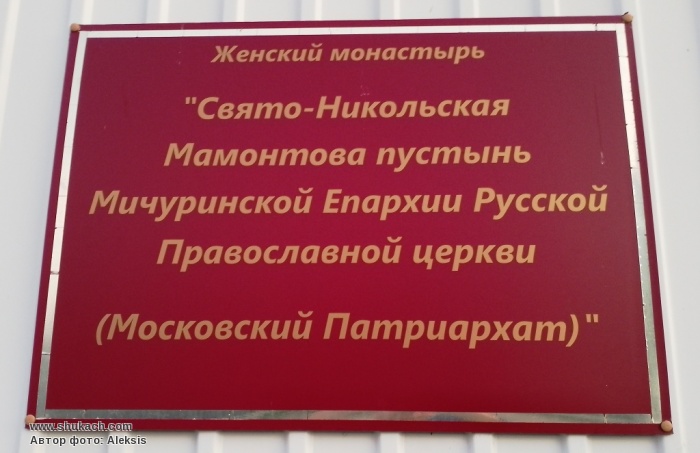 Женский монастырь
"Свято-Никольская
Мамонтова пустынь
Мичуринской Епархии Русской
Православной церкви
(Московский Патриархат)"
www.shukach.com
Автор фото: Aleksis